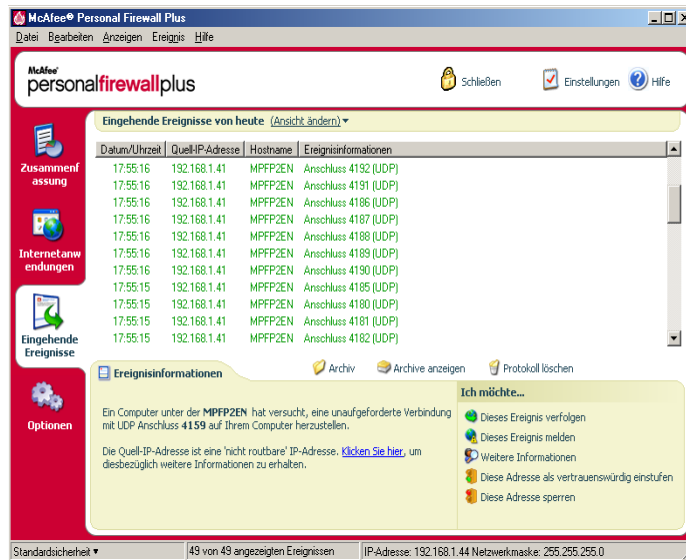 McAfee® Personal Firewall Plus
Datei Bearbeiten Anzeigen Ereignis Hilfe
McAfee®
personalfirewallplus
Schließen
Einstellungen
Hilfe
Eingehende Ereignisse von heute (Ansicht ändern)
Datum/Uhrzeit Quell-IP-Adresse Hostname Ereignisinformationen
17:55:16 192.168.1.41 MPFP2EN Anschluss 4192 (UDP)
17:55:16 192.168.1.41 MPFP2EN Anschluss 4191 (UDP)
17:55:16 192.168.1.41 MPFP2EN Anschluss 4186 (UDP)
17:55:16 192.168.1.41 MPFP2EN Anschluss 4187 (UDP)
17:55:16 192.168.1.41 MPFP2EN Anschluss 4188 (UDP)
17:55:16 192.168.1.41 MPFP2EN Anschluss 4189 (UDP)
17:55:16 192.168.1.41 MPFP2EN Anschluss 4190 (UDP)
17:55:15 192.168.1.41 MPFP2EN Anschluss 4185 (UDP)
17:55:15 192.168.1.41 MPFP2EN Anschluss 4180 (UDP)
17:55:15 192.168.1.41 MPFP2EN Anschluss 4181 (UDP)
17:55:15 192.168.1.41 MPFP2EN Anschluss 4182 (UDP)
Zusammenf
assung
Internetanw
endungen
Eingehende
Ereignisse
Optionen
Archiv
Archive anzeigen
Protokoll löschen
Ereignisinformationen
Ein Computer unter der MPFP2EN hat versucht, eine unaufgeforderte Verbindung
mit UDP Anschluss 4159 auf Ihrem Computer herzustellen.
Die Quell-IP-Adresse ist eine 'nicht routbare' IP-Adresse. Klicken Sie hier, um
diesbezüglich weitere Informationen zu erhalten.
Ich möchte...
Dieses Ereignis verfolgen
Dieses Ereignis melden
Weitere Informationen
Diese Adresse als vertrauenswürdig einstufen
Diese Adresse sperren
Standardsicherheit
49 von 49 angezeigten Ereignissen
IP-Adresse: 192.168.1.44 Netzwerkmaske: 255.255.255.0